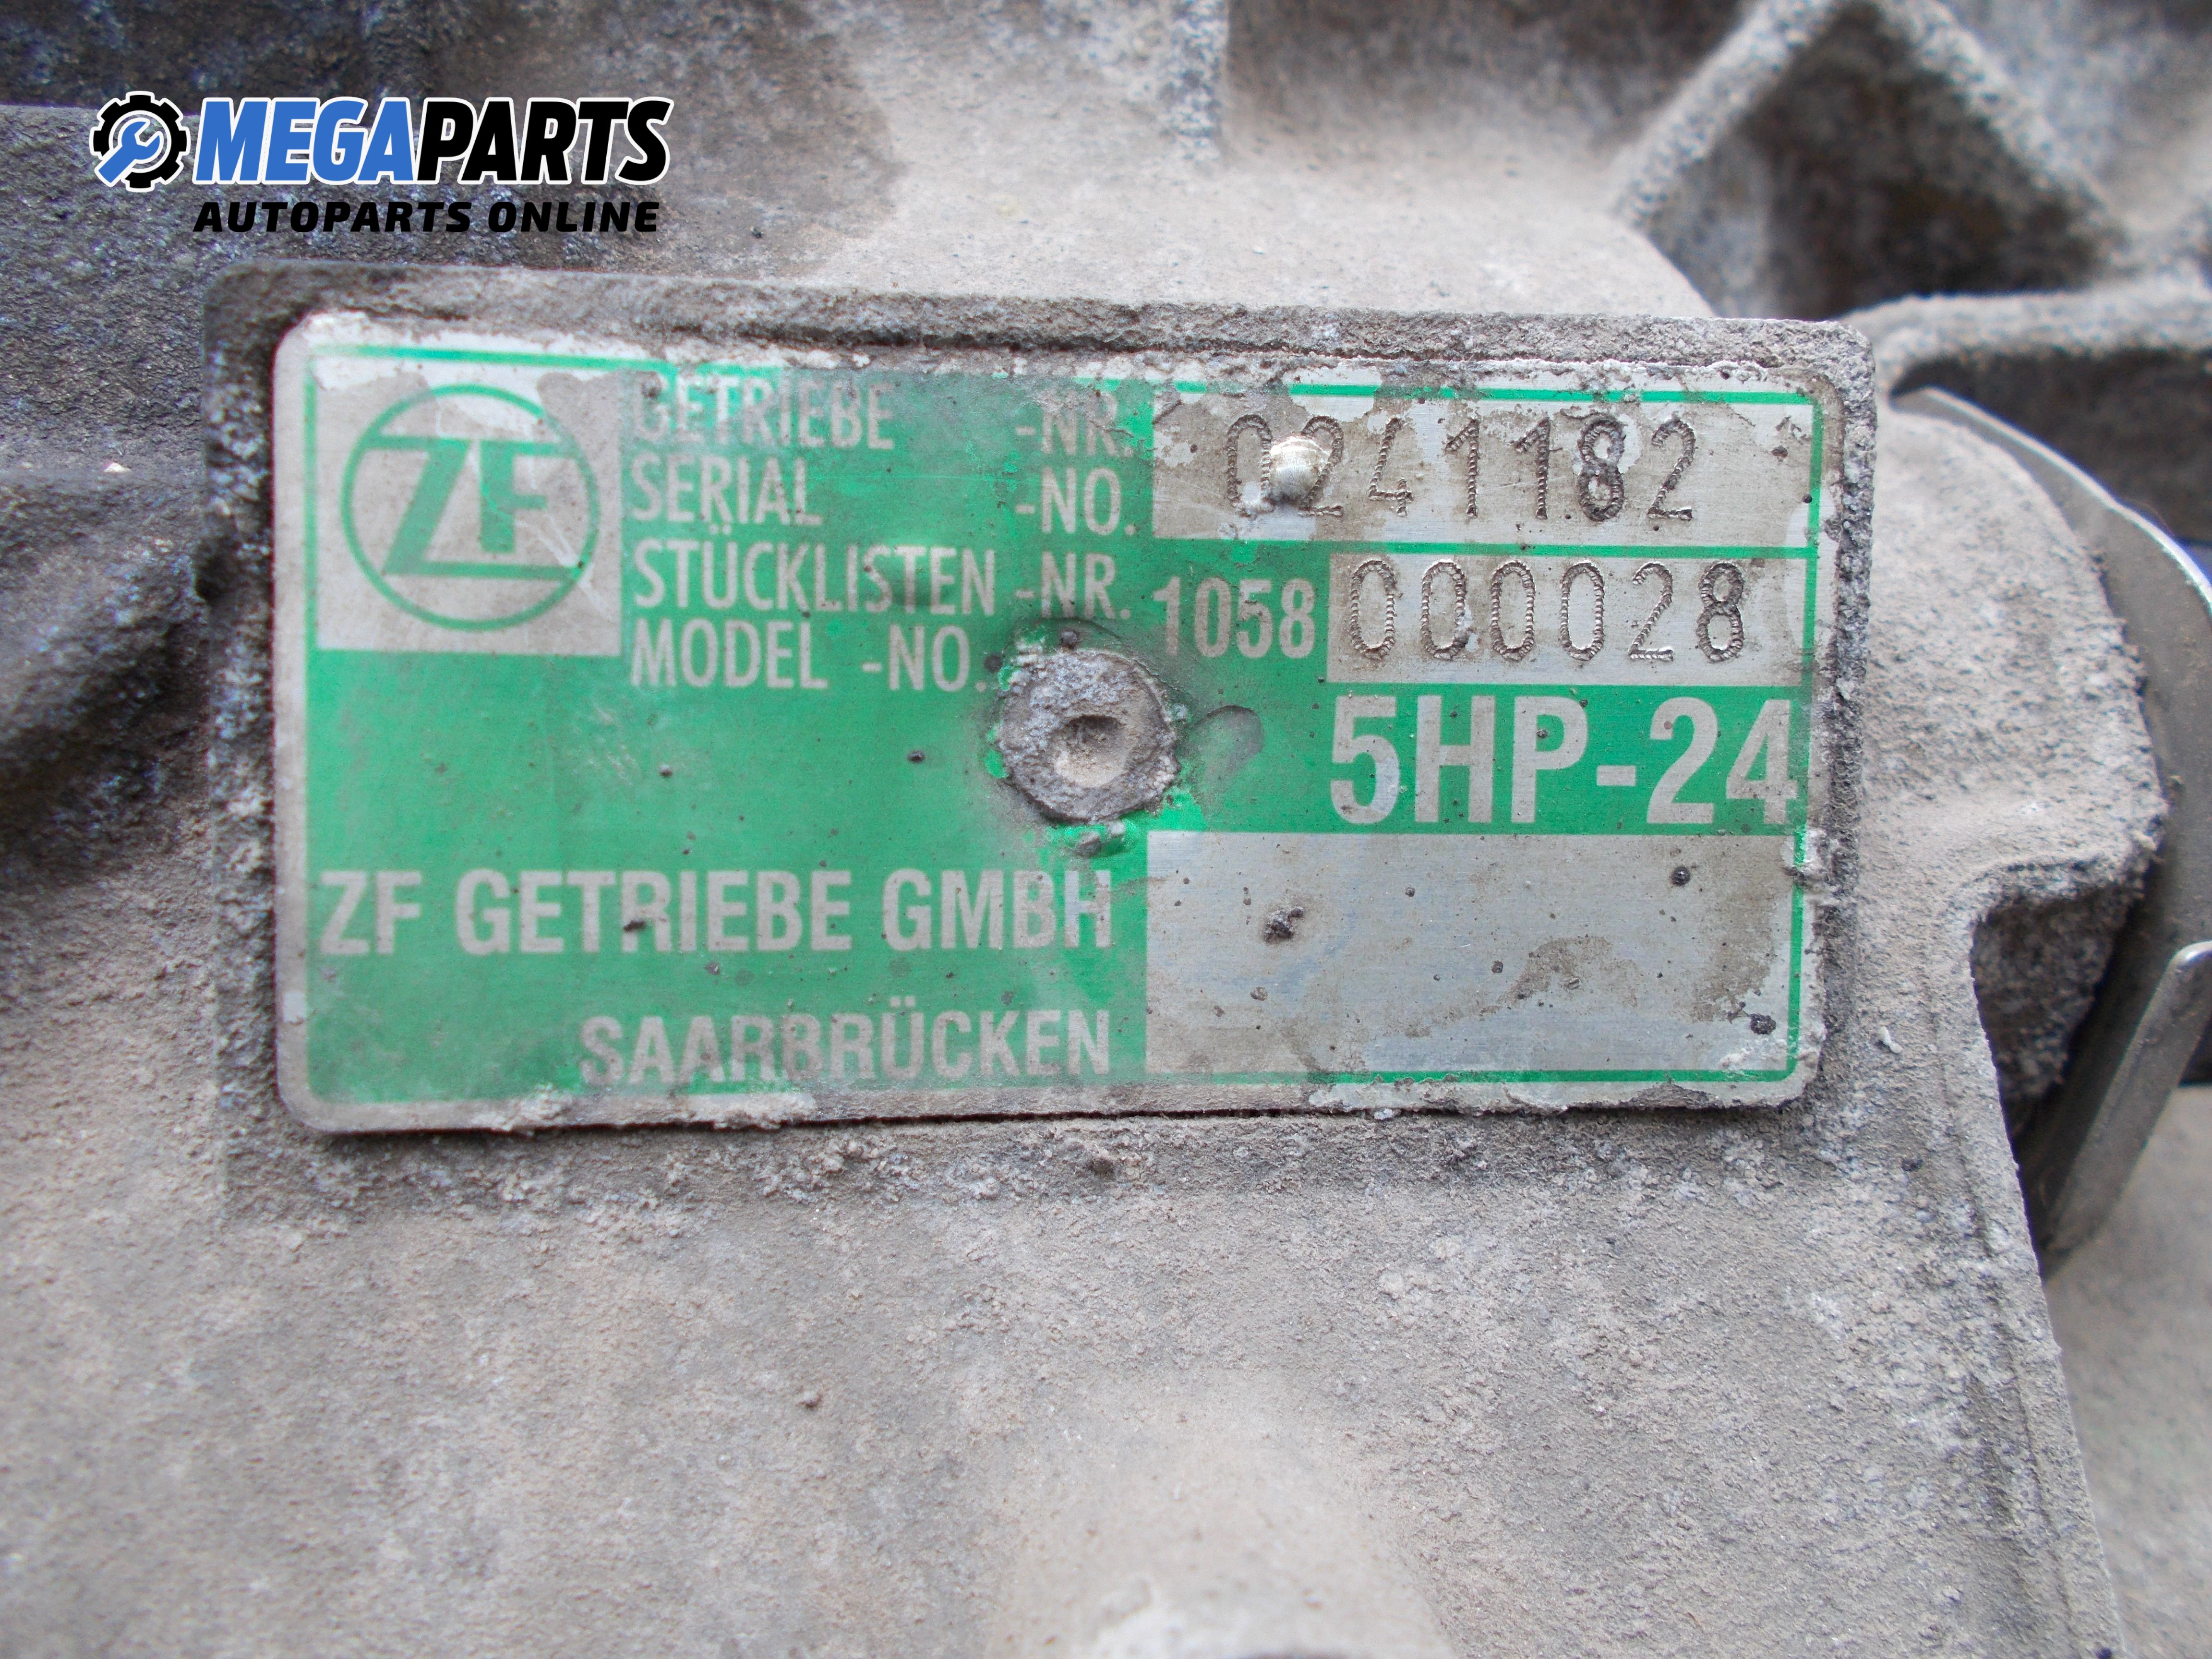 MEGAPARTS
AUTOPARTS ONLINE
ZF
GETRIEBE -NR. 0241182
SERIAL -NO.
STÜCKLISTEN -NR. 1058 000028
MODEL -NO.
5HP-24
ZF GETRIEBE GMBH
SAARBRÜCKEN